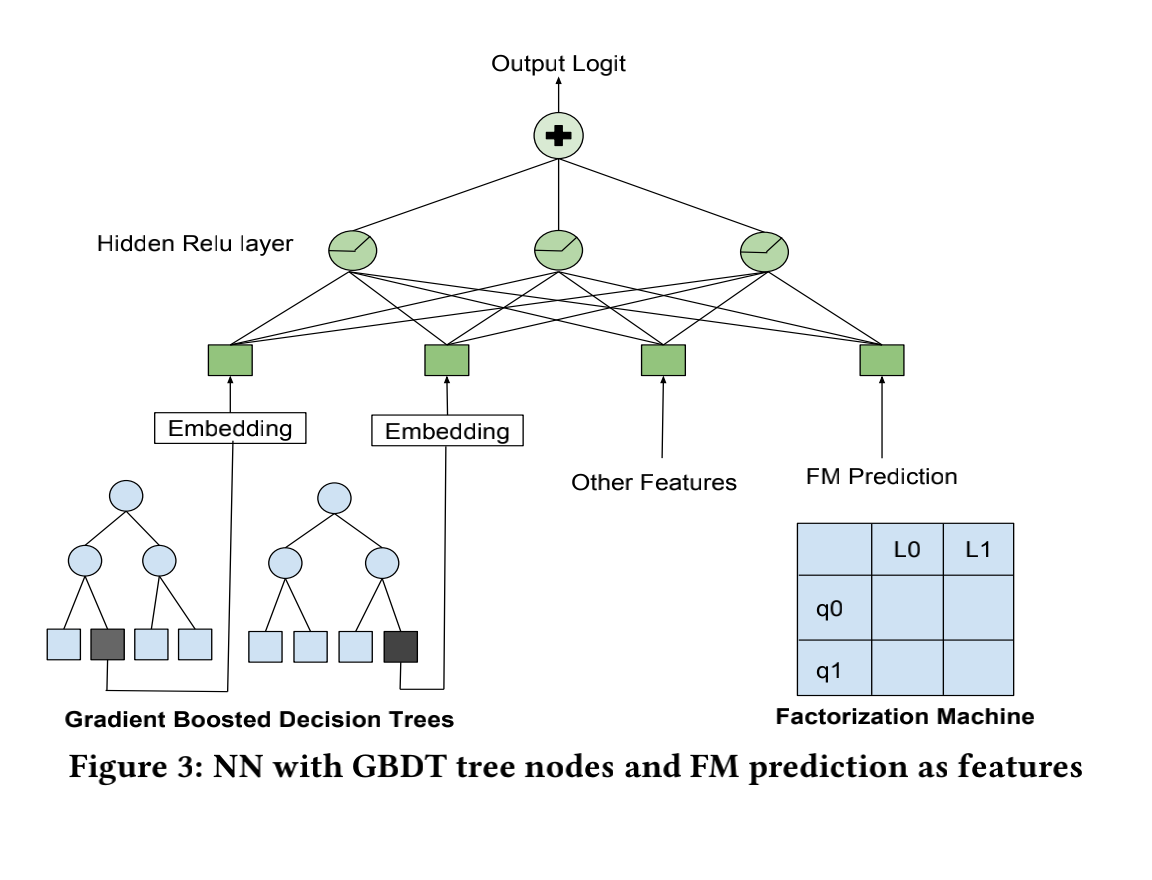 Output Logit
Hidden Relu layer
Embedding
Embedding
Other Features
FM Prediction
L0
L1
q0
q1
Gradient Boosted Decision Trees
Factorization Machine
Figure 3: NN with GBDT tree nodes and FM prediction as features